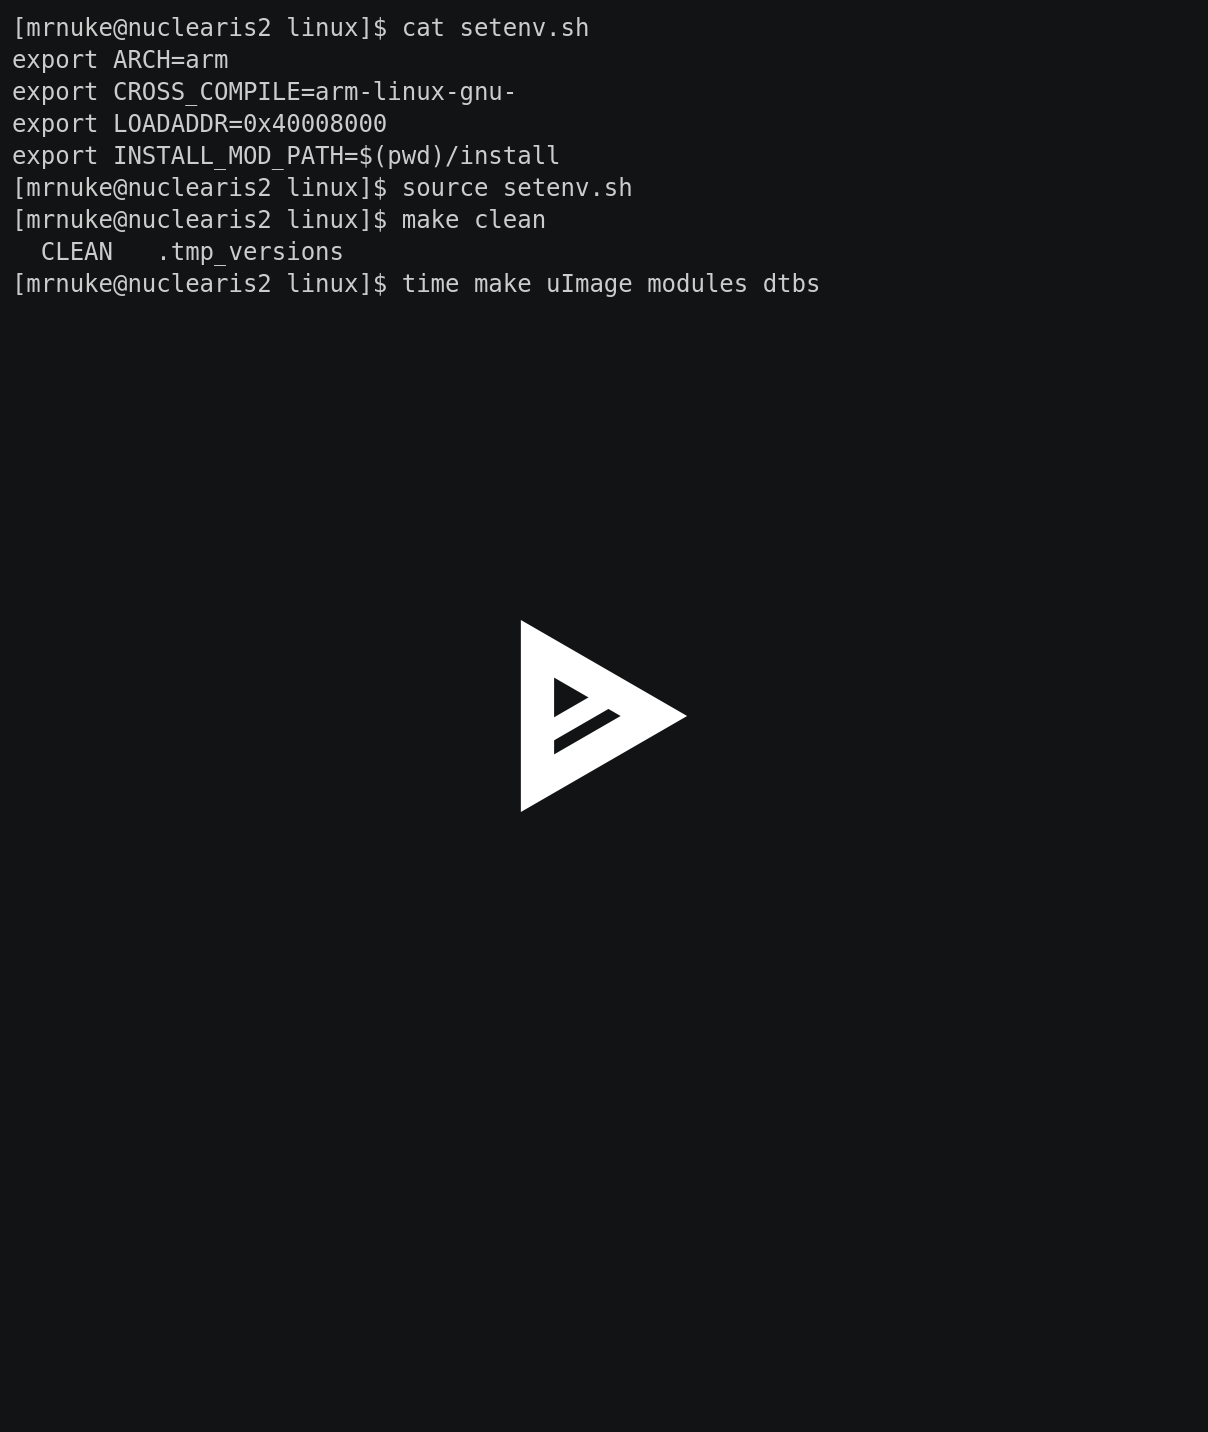 [mrnuke@nuclearis2 linux]$ cat setenv.sh
export ARCH=arm
export CROSS_COMPILE=arm-linux-gnu-
export LOADADDR=0x40008000
export INSTALL_MOD_PATH=$(pwd)/install
[mrnuke@nuclearis2 linux]$ source setenv.sh
[mrnuke@nuclearis2 linux]$ make clean
  CLEAN   .tmp_versions
[mrnuke@nuclearis2 linux]$ time make uImage modules dtbs